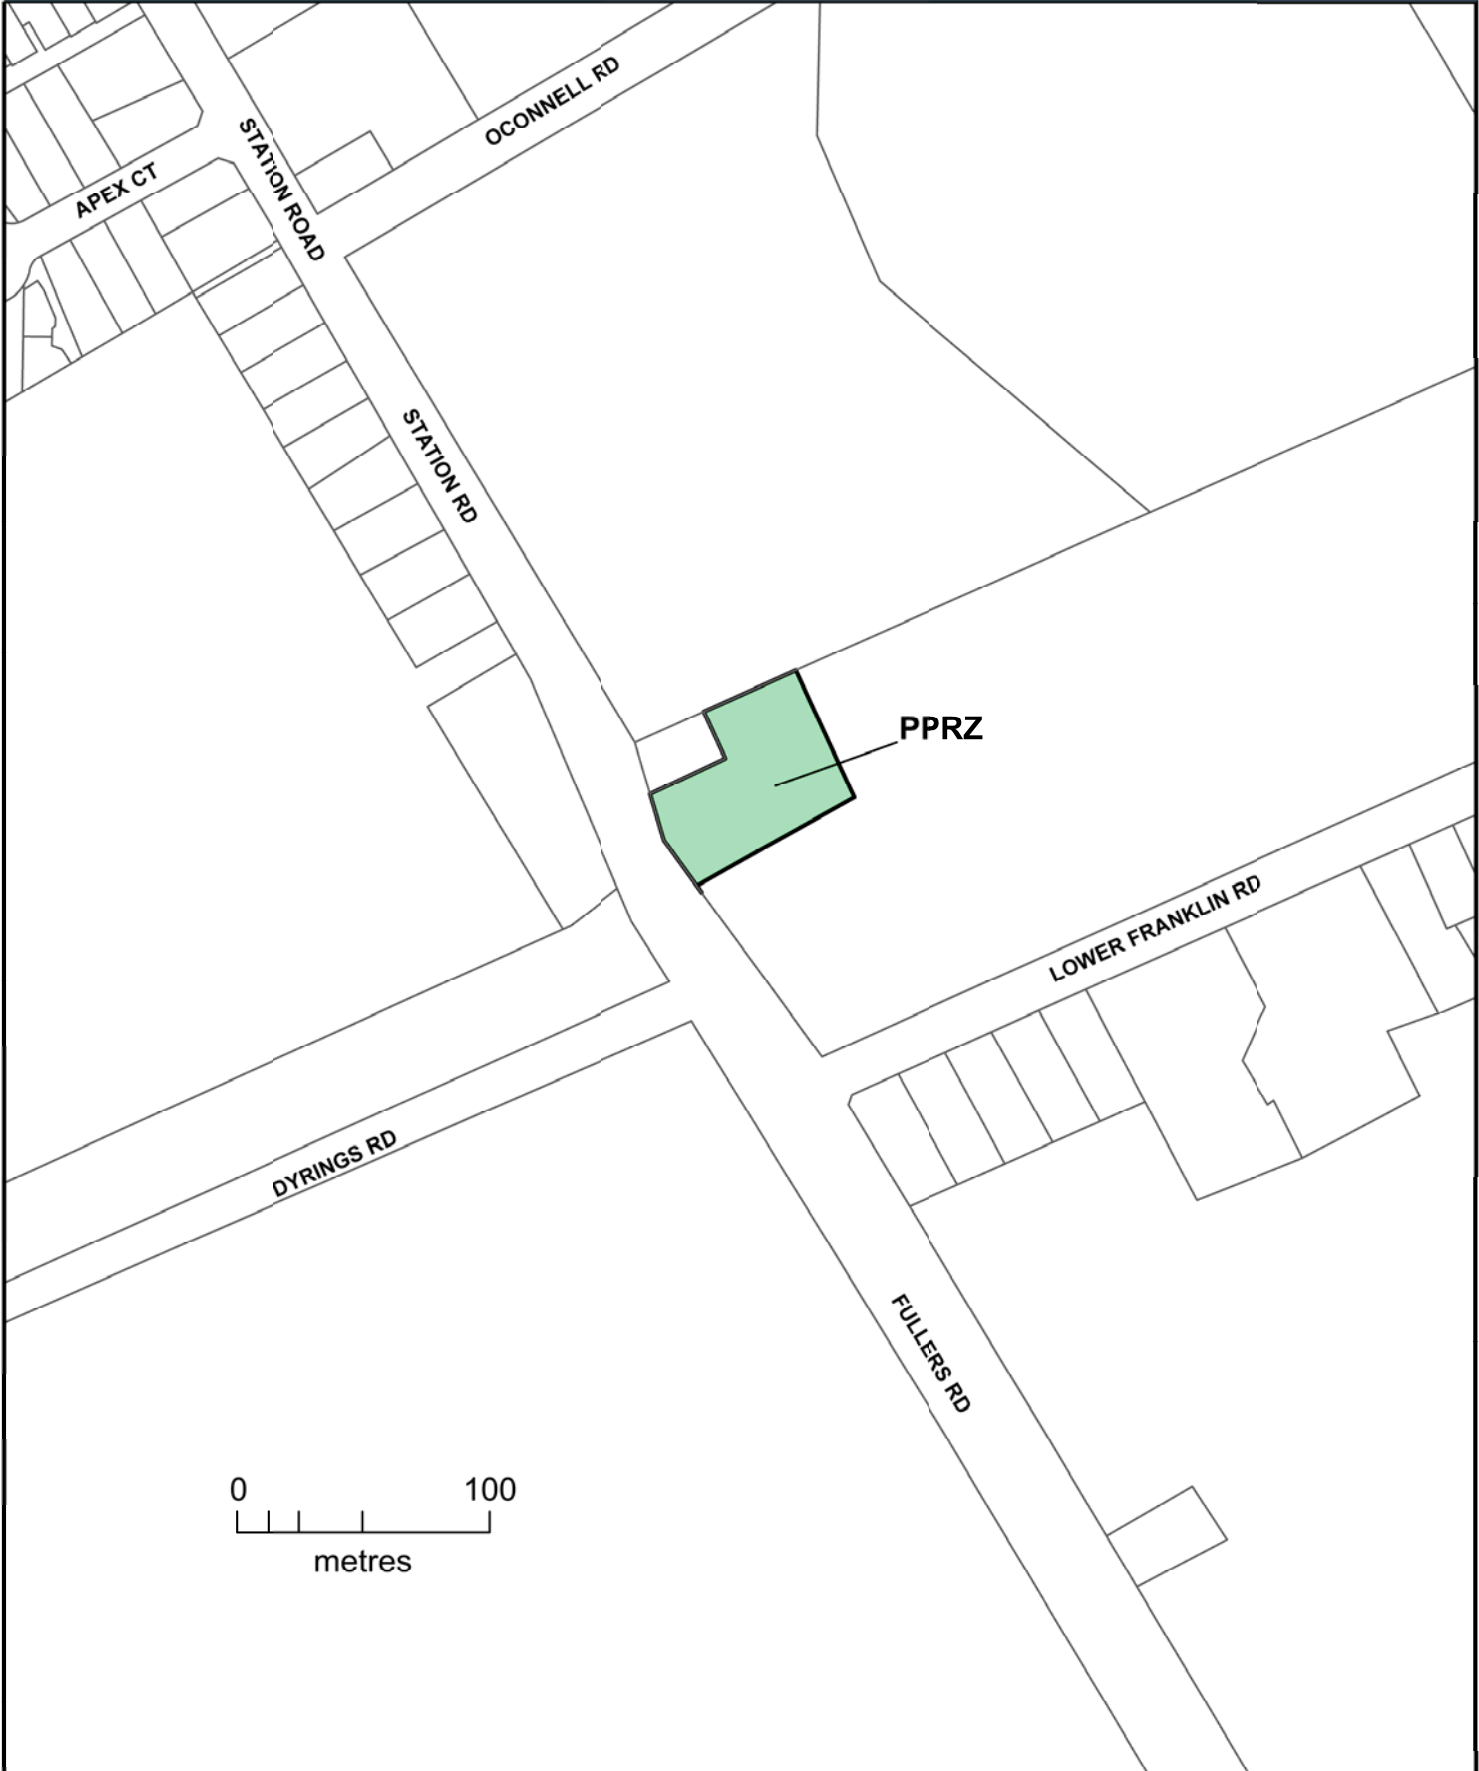 OCONNELL RD
STATION ROAD
APEX CT
STATION RD
PPRZ
LOWER FRANKLIN RD
DYRINGS RD
FULLERS RD
0 100
metres